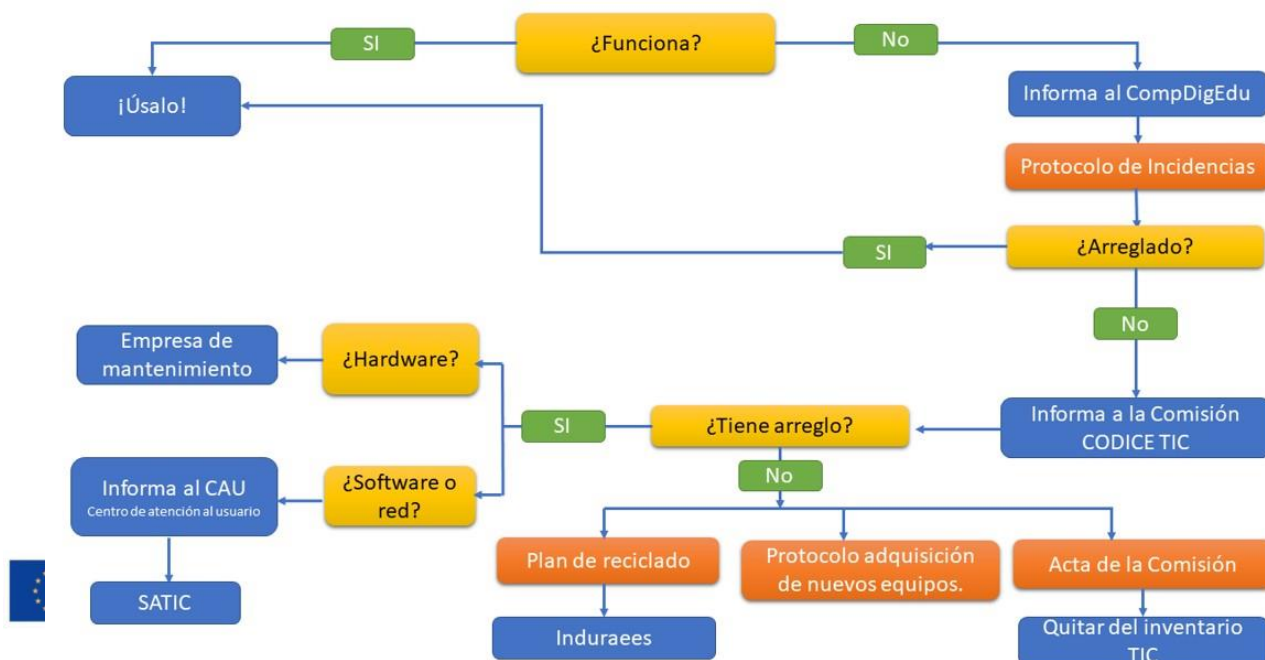 SI
¿Funciona?
No
¡Úsalo!
Informa al CompDigEdu
Protocolo de Incidencias
SI
¿Arreglado?
No
Empresa de
mantenimiento
¿Hardware?
SI
¿Tiene arreglo?
Informa a la Comisión
CODICE TIC
No
Informa al CAU
Centro de atención al usuario
¿Software o
red?
Plan de reciclado
Protocolo adquisición
de nuevos equipos.
Acta de la Comisión
SATIC
Induraees
Quitar del inventario
TIC